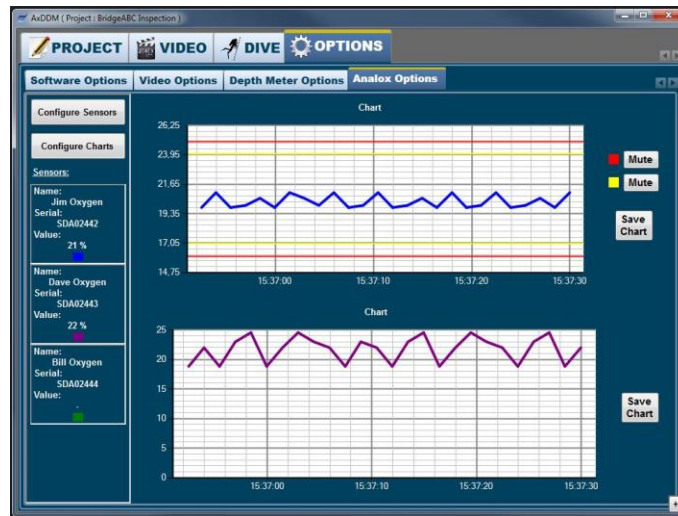 AxDDM ( Project : BridgeABC Inspection )
PROJECT VIDEO DIVE OPTIONS
Software Options Video Options Depth Meter Options Analox Options
Configure Sensors
Configure Charts
Sensors:
Name:
Jim Oxygen
Serial:
SDA02442
Value:
21 %
Name:
Dave Oxygen
Serial:
SDA02443
Value:
22 %
Name:
Bill Oxygen
Serial:
SDA02444
Value:
-
Chart
26,25
23,95
21,65
19,35
17,05
14,75
15:37:00 15:37:10 15:37:20 15:37:30
Mute
Mute
Save
Chart
Chart
25
20
15
10
5
0
15:37:00 15:37:10 15:37:20 15:37:30
Save
Chart